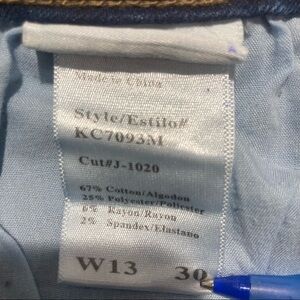 Made in China
Style/Estilo#
KC7093M
Cut#J-1020
67% Cotton/Algodon
25% Polyester/Poliester
6% Rayon/Rayon
2% Spandex/Elastano
W13 30